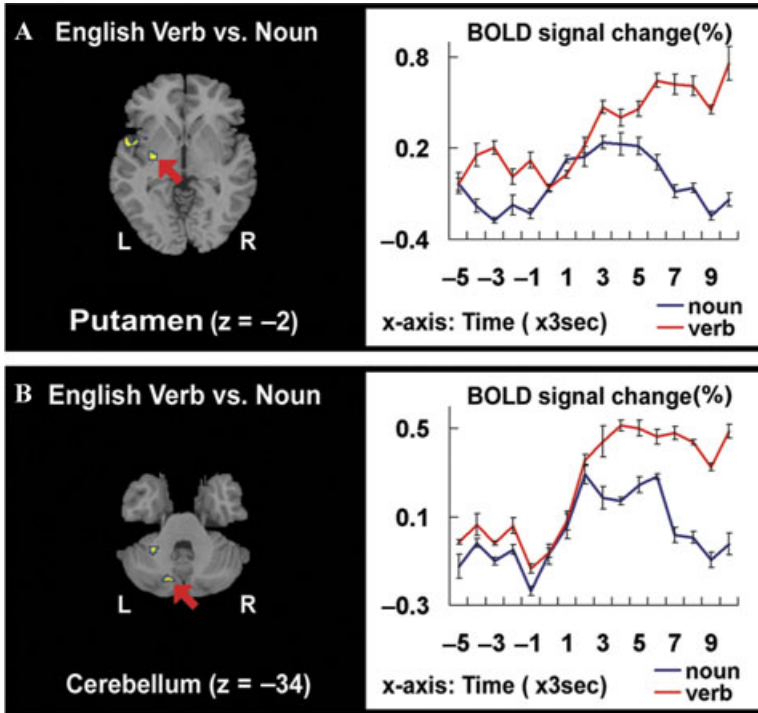 A English Verb vs. Noun
L R
Putamen (z = –2)
BOLD signal change(%)
0.8
0.2
–0.4
–5 –3 –1 1 3 5 7 9
x-axis: Time ( x3sec)
noun
verb
B English Verb vs. Noun
L R
Cerebellum (z = –34)
BOLD signal change(%)
0.5
0.1
–0.3
–5 –3 –1 1 3 5 7 9
x-axis: Time ( x3sec)
noun
verb